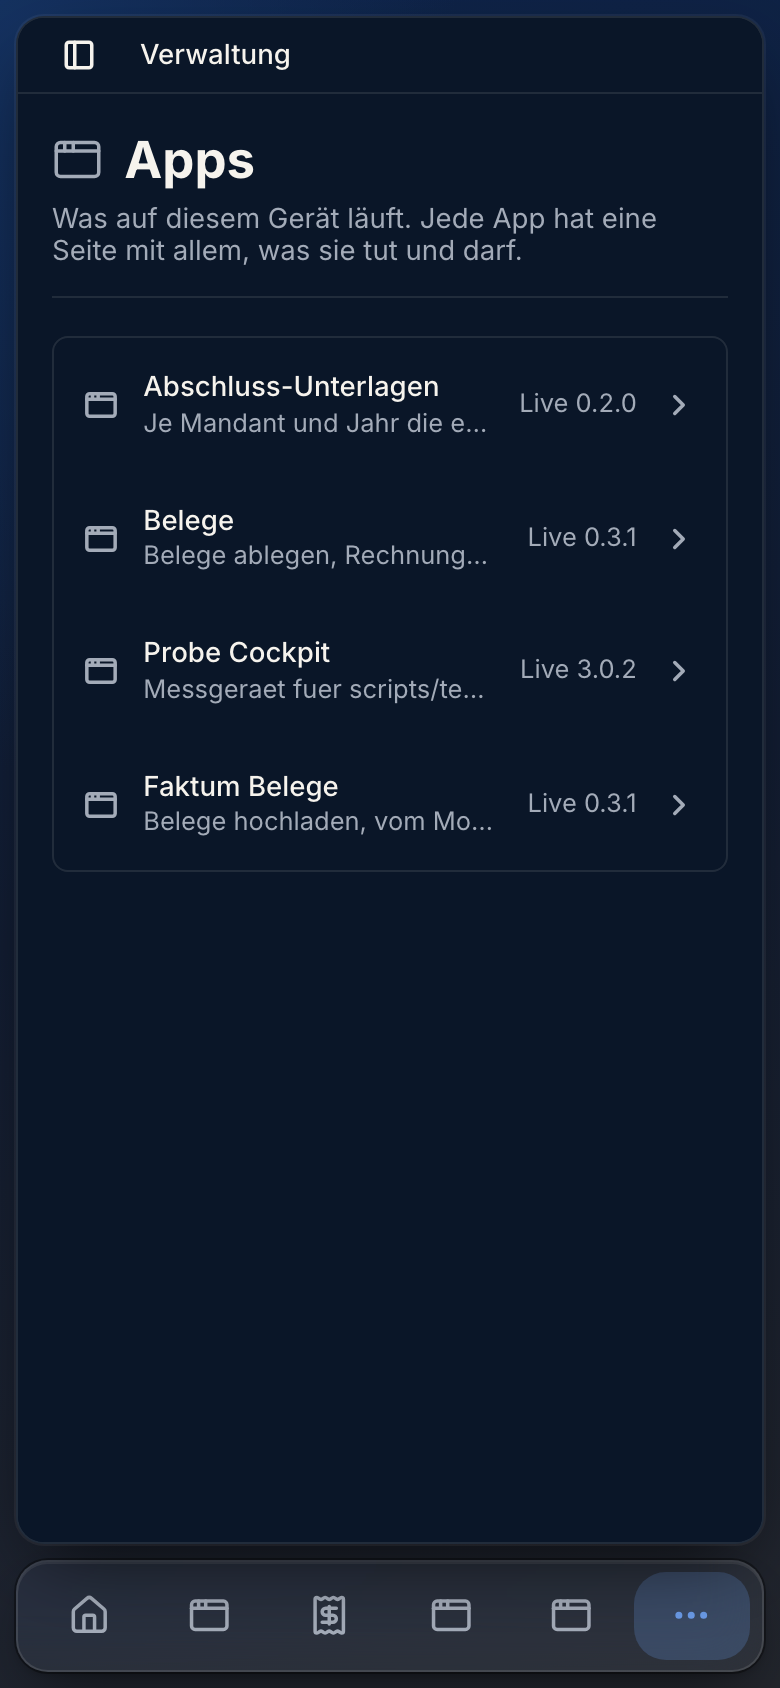 Verwaltung
Apps
Was auf diesem Gerät läuft. Jede App hat eine
Seite mit allem, was sie tut und darf.
Abschluss-Unterlagen
Je Mandant und Jahr die e...
Live 0.2.0
Belege
Belege ablegen, Rechnung...
Live 0.3.1
Probe Cockpit
Messgeraet fuer scripts/te...
Live 3.0.2
Faktum Belege
Belege hochladen, vom Mo...
Live 0.3.1